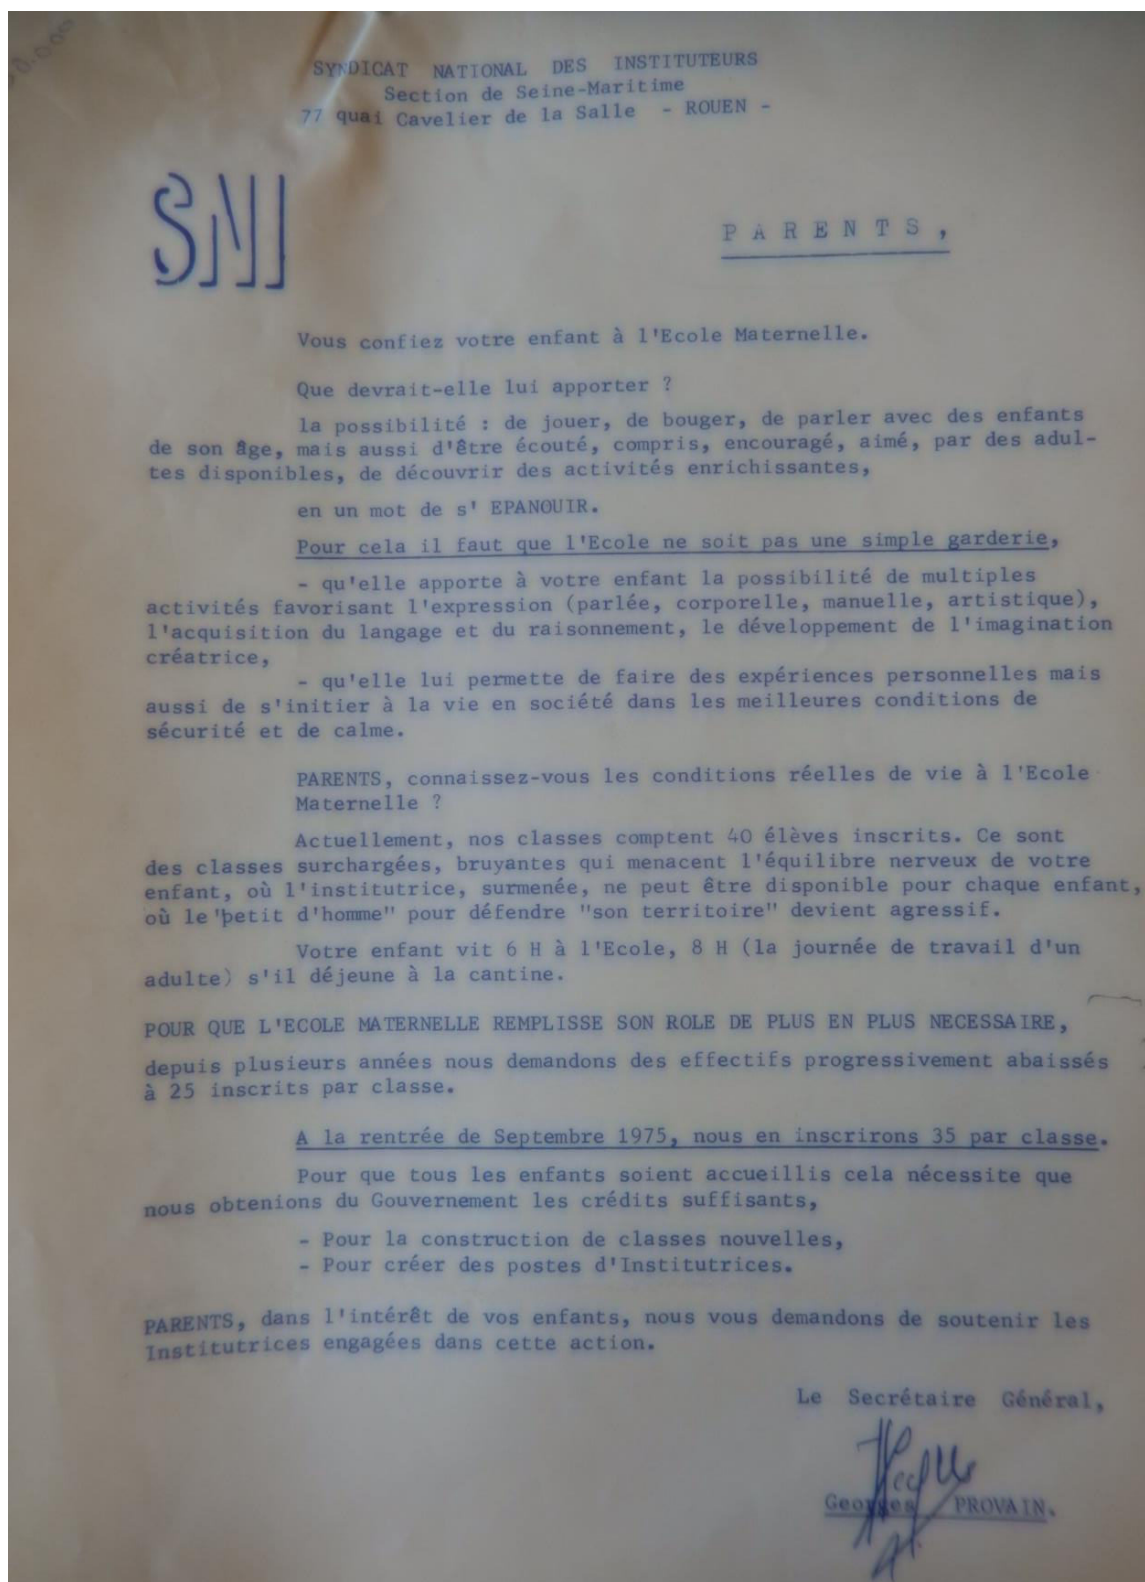 SYNDICAT NATIONAL DES INSTITUTEURS
Section de Seine-Maritime
77 quai Cavelier de la Salle - ROUEN -
SNI
PARENTS,
Vous confiez votre enfant à l'Ecole Maternelle.
Que devrait-elle lui apporter ?
la possibilité : de jouer, de bouger, de parler avec des enfants
de son âge, mais aussi d'être écouté, compris, encouragé, aimé, par des adul-
tes disponibles, de découvrir des activités enrichissantes,
en un mot de s' EPANOUIR.
Pour cela il faut que l'Ecole ne soit pas une simple garderie,
- qu'elle apporte à votre enfant la possibilité de multiples
activités favorisant l'expression (parlée, corporelle, manuelle, artistique),
l'acquisition du langage et du raisonnement, le développement de l'imagination
créatrice,
- qu'elle lui permette de faire des expériences personnelles mais
aussi de s'initier à la vie en société dans les meilleures conditions de
sécurité et de calme.
PARENTS, connaissez-vous les conditions réelles de vie à l'Ecole
Maternelle ?
Actuellement, nos classes comptent 40 élèves inscrits. Ce sont
des classes surchargées, bruyantes qui menacent l'équilibre nerveux de votre
enfant, où l'institutrice, surmenée, ne peut être disponible pour chaque enfant,
où le "petit d'homme" pour défendre "son territoire" devient agressif.
Votre enfant vit 6 H à l'Ecole, 8 H (la journée de travail d'un
adulte) s'il déjeune à la cantine.
POUR QUE L'ECOLE MATERNELLE REMPLISSE SON ROLE DE PLUS EN PLUS NECESSAIRE,
depuis plusieurs années nous demandons des effectifs progressivement abaissés
à 25 inscrits par classe.
A la rentrée de Septembre 1975, nous en inscrirons 35 par classe.
Pour que tous les enfants soient accueillis cela nécessite que
nous obtenions du Gouvernement les crédits suffisants,
- Pour la construction de classes nouvelles,
- Pour créer des postes d'Institutrices.
PARENTS, dans l'intérêt de vos enfants, nous vous demandons de soutenir les
Institutrices engagées dans cette action.
Le Secrétaire Général,
Georges PROVAIN.